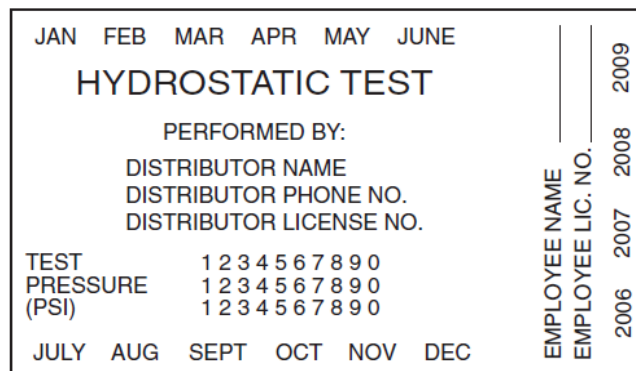 JAN FEB MAR APR MAY JUNE
HYDROSTATIC TEST
PERFORMED BY:
DISTRIBUTOR NAME
DISTRIBUTOR PHONE NO.
DISTRIBUTOR LICENSE NO.
TEST 1 2 3 4 5 6 7 8 9 0
PRESSURE 1 2 3 4 5 6 7 8 9 0
(PSI) 1 2 3 4 5 6 7 8 9 0
JULY AUG SEPT OCT NOV DEC
EMPLOYEE NAME
EMPLOYEE LIC. NO.
2006 2007 2008 2009